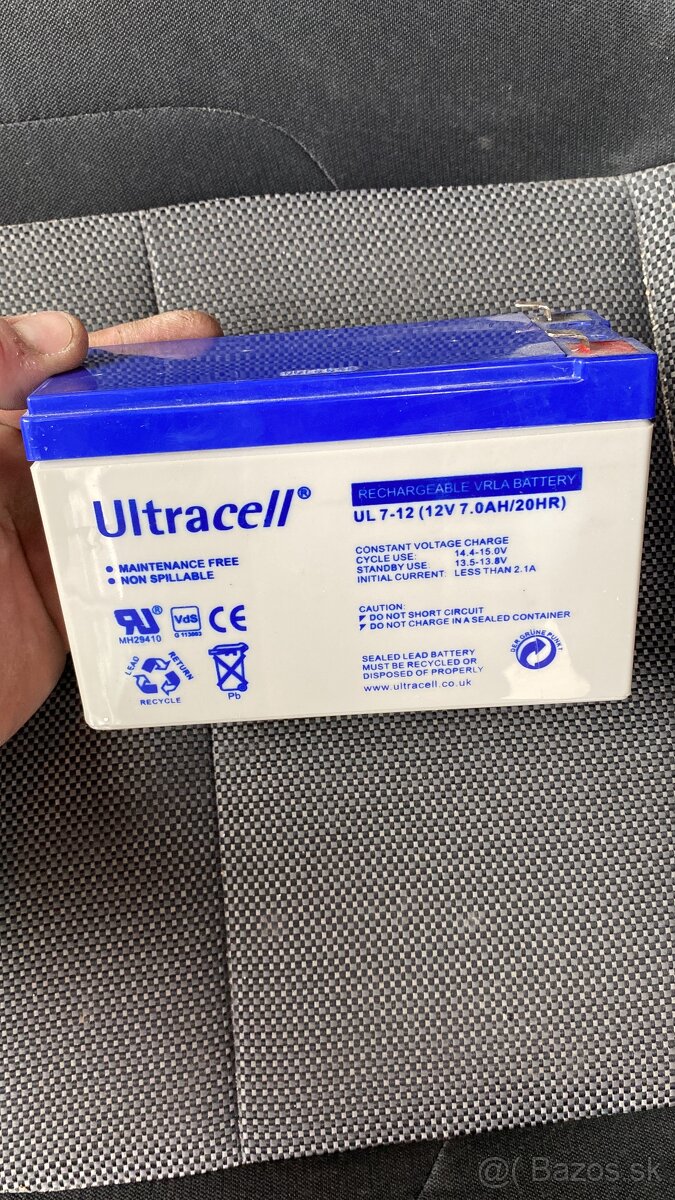 Ultracell®
MAINTENANCE FREE
NON SPILLABLE
RECHARGEABLE VRLA BATTERY
UL 7-12 (12V 7.0AH/20HR)
CONSTANT VOLTAGE CHARGE
CYCLE USE: 14.4-15.0V
STANDBY USE: 13.5-13.8V
INITIAL CURRENT: LESS THAN 2.1A
CAUTION:
DO NOT SHORT CIRCUIT
DO NOT CHARGE IN A SEALED CONTAINER
SEALED LEAD BATTERY
MUST BE RECYCLED OR
DISPOSED OF PROPERLY
www.ultracell.co.uk
DER GRÜNE PUNKT
®
MH29410
VdS
G 113003
CE
LEAD
RETURN
RECYCLE
Pb
@( Bazos.sk